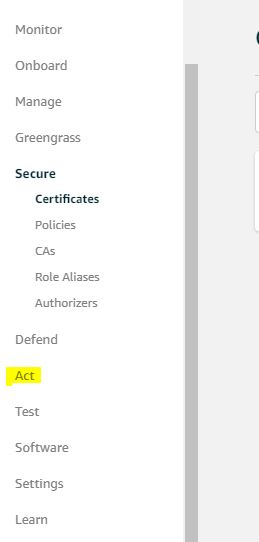 Monitor
Onboard
Manage
Greengrass
Secure
Certificates
Policies
CAs
Role Aliases
Authorizers
Defend
Act
Test
Software
Settings
Learn